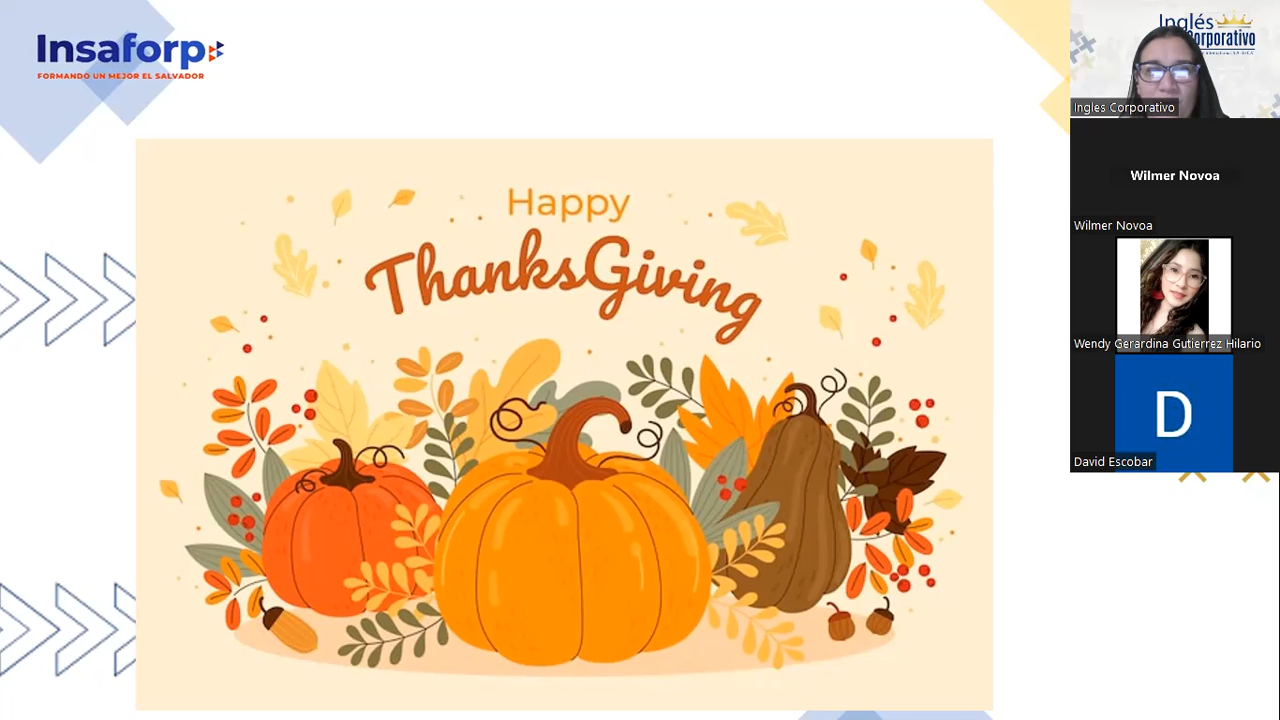 Insaforp
FORMANDO UN MEJOR EL SALVADOR
Happy
ThanksGiving
Inglés
Corporativo
Ingles Corporativo
Wilmer Novoa
Wilmer Novoa
Wendy Gerardina Gutierrez Hilario
D
David Escobar